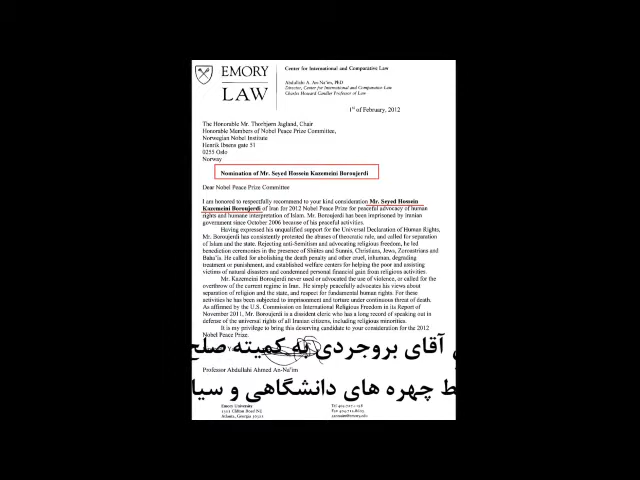 EMORY
LAW
Center for International and Comparative Law
Abdullahi A. An-Na'im, PhD
Director, Center for International and Comparative Law
Charles Howard Candler Professor of Law
1st of February, 2012
The Honorable Mr. Thorbjørn Jagland, Chair
Honorable Members of Nobel Peace Prize Committee,
Norwegian Nobel Institute
Henrik Ibsens gate 51
0255 Oslo
Norway
Nomination of Mr. Seyed Hossein Kazemeini Boroujerdi
Dear Nobel Peace Prize Committee
I am honored to respectfully recommend to your kind consideration Mr. Seyed Hossein
Kazemeini Boroujerdi of Iran for 2012 Nobel Peace Prize for peaceful advocacy of human
rights and humane interpretation of Islam. Mr. Boroujerdi has been imprisoned by Iranian
government since October 2006 because of his peaceful activities.
Having expressed his unqualified support for the Universal Declaration of Human Rights,
Mr. Boroujerdi has consistently protested the abuses of theocratic rule, and called for separation
of Islam and the state. Rejecting anti-Semitism and advocating religious freedom, he led
benediction ceremonies in the presence of Shiites and Sunnis, Christians, Jews, Zoroastrians and
Baha'is. He called for abolishing the death penalty and other cruel, inhuman, degrading
treatment or punishment, and established welfare centers for helping the poor and assisting
victims of natural disasters and condemned personal financial gain from religious activities.
Mr. Kazemeini Boroujerdi never used or advocated the use of violence, or called for the
overthrow of the current regime in Iran. He simply peacefully advocates his views about
separation of religion and the state, and respect for fundamental human rights. For these
activities he has been subjected to imprisonment and torture under continuous threat of death.
As affirmed by the U.S. Commission on International Religious Freedom in its Report of
November 2011, Mr. Boroujerdi is a dissident cleric who has a long record of speaking out in
defense of the universal rights of all Iranian citizens, including religious minorities.
It is my privilege to bring this deserving candidate to your consideration for the 2012
Nobel Peace Prize.
آقای بروجردی به کمیته صلح
Professor Abdullahi Ahmed An-Na'im
چهره های دانشگاهی و سیا
Emory University
1301 Clifton Road NE
Atlanta, Georgia 30322